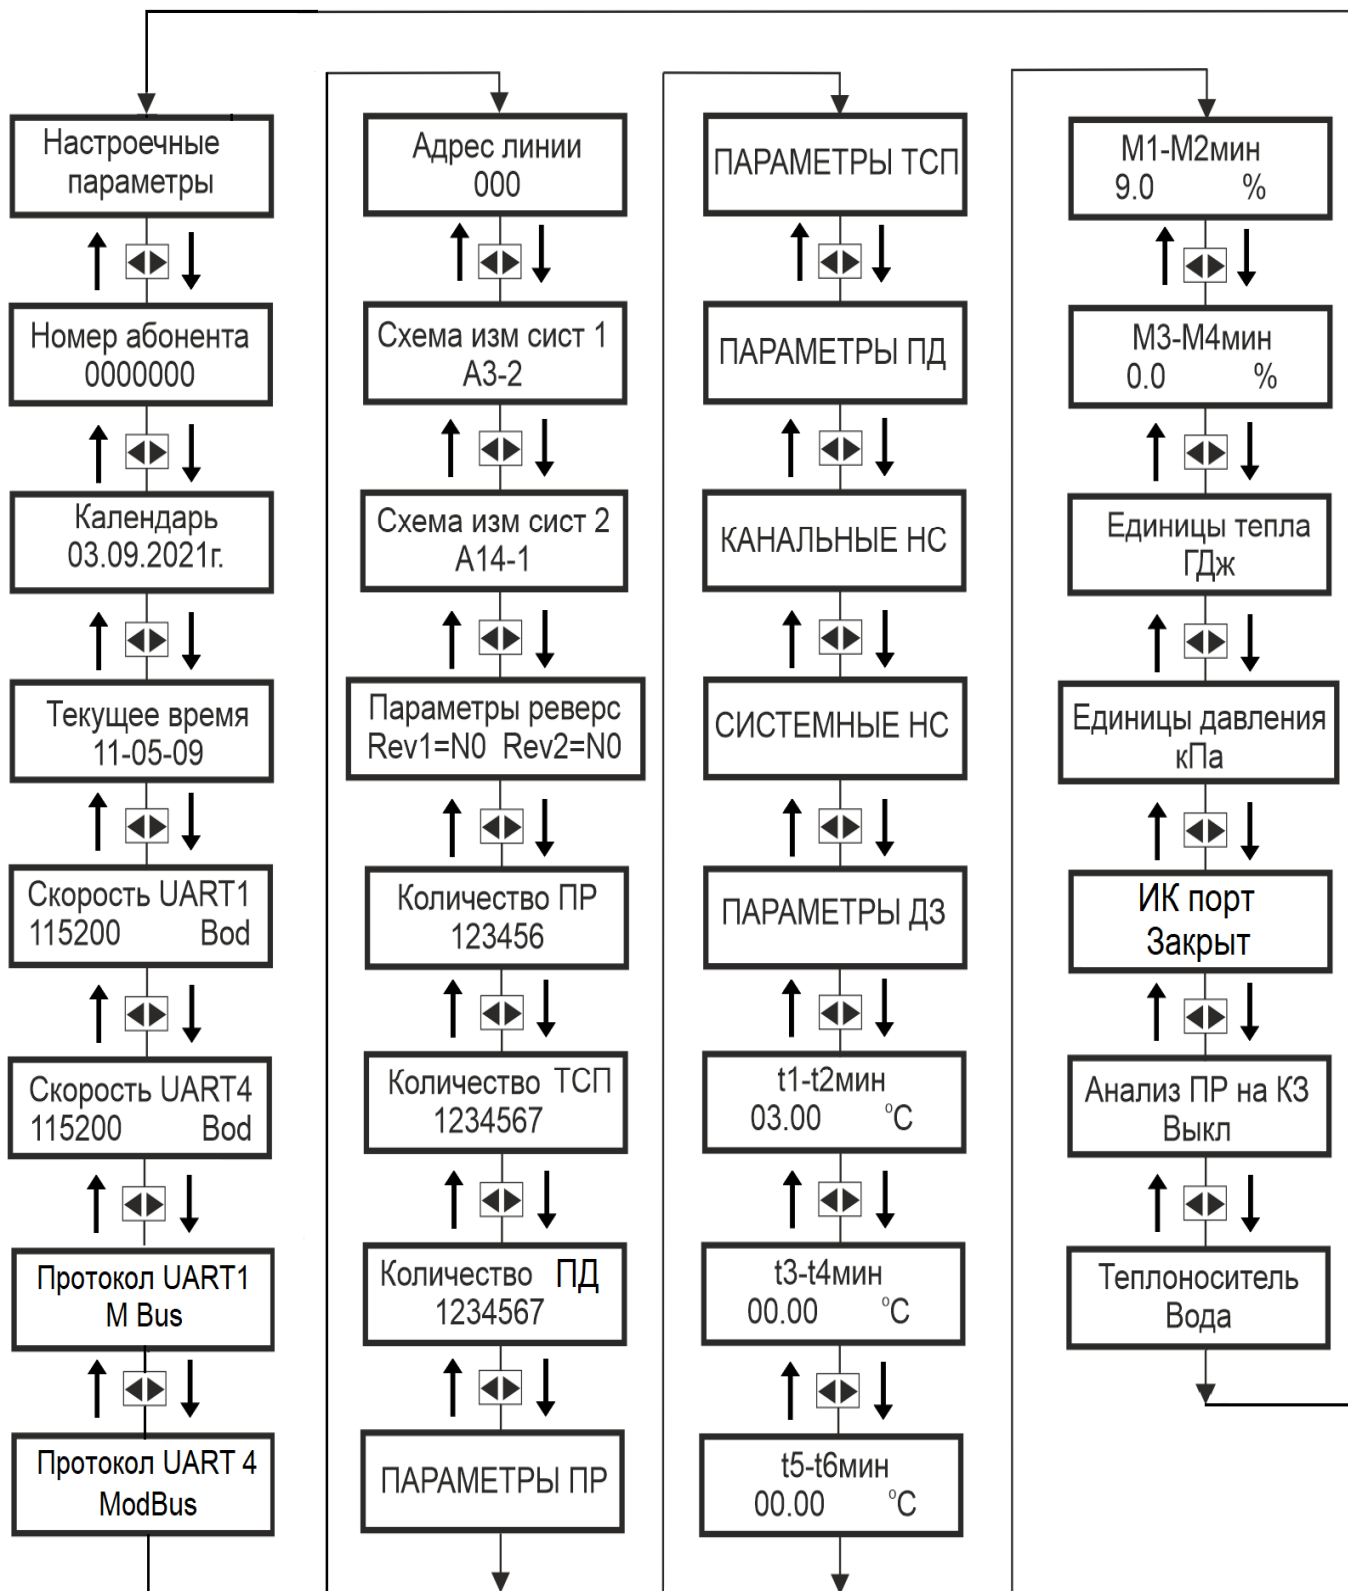 Настроечные
параметры
Номер абонента
0000000
Календарь
03.09.2021г.
Текущее время
11-05-09
Скорость UART1
115200 Bod
Скорость UART4
115200 Bod
Протокол UART1
M Bus
Протокол UART 4
ModBus
Адрес линии
000
Схема изм сист 1
А3-2
Схема изм сист 2
А14-1
Параметры реверс
Rev1=N0 Rev2=N0
Количество ПР
123456
Количество ТСП
1234567
Количество ПД
1234567
ПАРАМЕТРЫ ПР
ПАРАМЕТРЫ ТСП
ПАРАМЕТРЫ ПД
КАНАЛЬНЫЕ НС
СИСТЕМНЫЕ НС
ПАРАМЕТРЫ ДЗ
t1-t2мин
03.00 °C
t3-t4мин
00.00 °C
t5-t6мин
00.00 °C
М1-М2мин
9.0 %
М3-М4мин
0.0 %
Единицы тепла
ГДж
Единицы давления
кПа
ИК порт
Закрыт
Анализ ПР на КЗ
Выкл
Теплоноситель
Вода